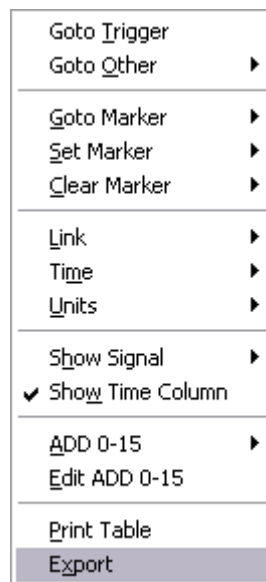 Goto Trigger
Goto Other
Goto Marker
Set Marker
Clear Marker
Link
Time
Units
Show Signal
Show Time Column
ADD 0-15
Edit ADD 0-15
Print Table
Export